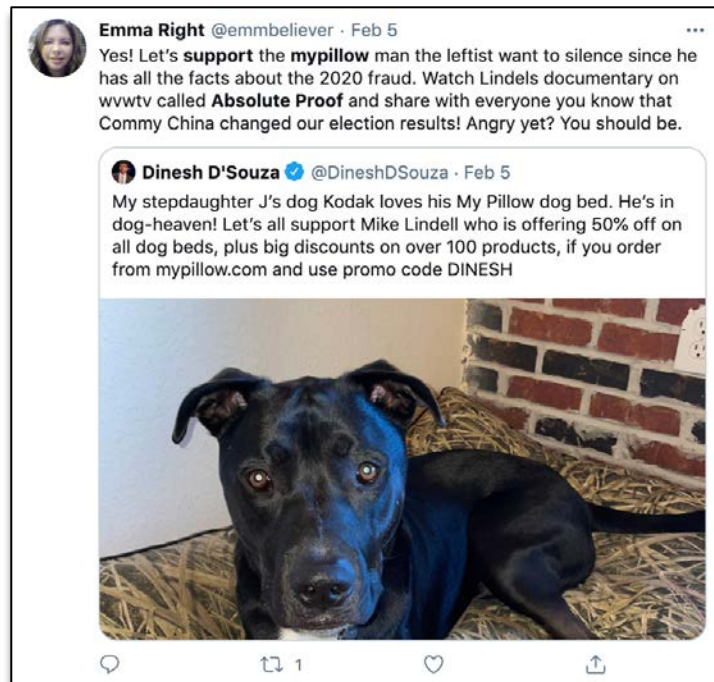 Emma Right @emmbeliever · Feb 5
Yes! Let's support the mypillow man the leftist want to silence since he
has all the facts about the 2020 fraud. Watch Lindels documentary on
wvwtv called Absolute Proof and share with everyone you know that
Commy China changed our election results! Angry yet? You should be.
Dinesh D'Souza @DineshDSouza · Feb 5
My stepdaughter J's dog Kodak loves his My Pillow dog bed. He's in
dog-heaven! Let's all support Mike Lindell who is offering 50% off on
all dog beds, plus big discounts on over 100 products, if you order
from mypillow.com and use promo code DINESH
1